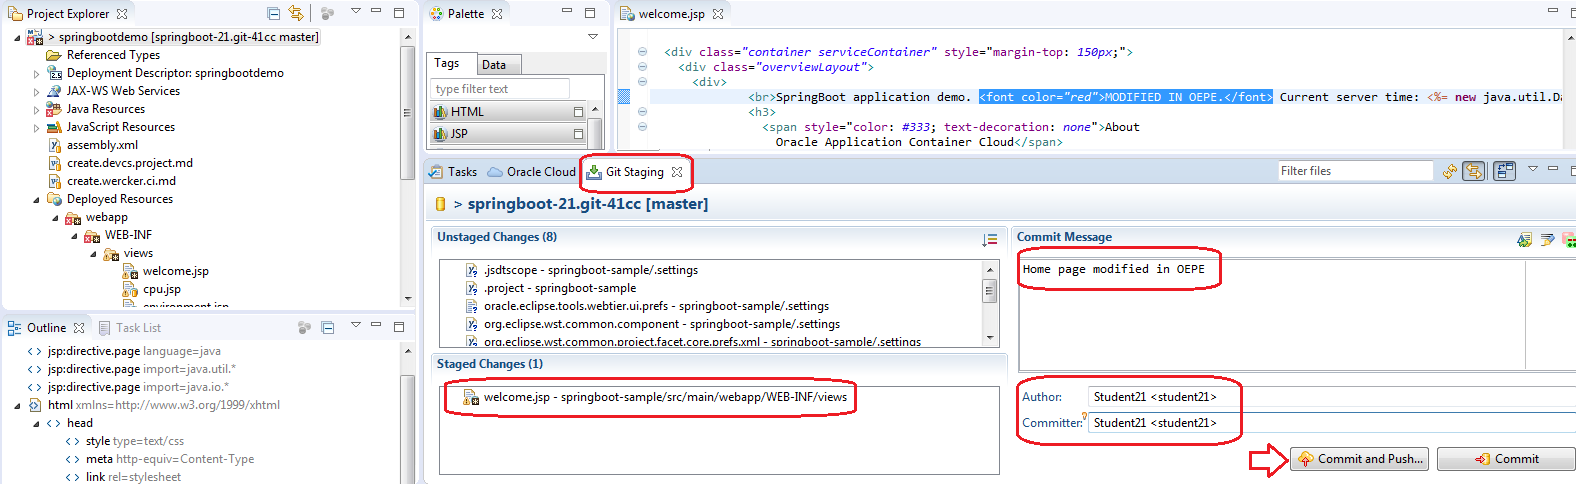 Project Explorer
> springbootdemo [springboot-21.git-41cc master]
Referenced Types
Deployment Descriptor: springbootdemo
JAX-WS Web Services
Java Resources
JavaScript Resources
assembly.xml
create.devcs.project.md
create.wercker.ci.md
Deployed Resources
webapp
WEB-INF
views
welcome.jsp
cpu.jsp
environment.jsp
Outline
Task List
jsp:directive.page language=java
jsp:directive.page import=java.util.*
jsp:directive.page import=java.io.*
html xmlns=http://www.w3.org/1999/xhtml
head
style type=text/css
meta http-equiv=Content-Type
link rel=stylesheet
Palette
Tags
Data
type filter text
HTML
JSP
welcome.jsp
<div class="container serviceContainer" style="margin-top: 150px;">
<div class="overviewLayout">
<div>
<br>SpringBoot application demo. <font color="red">MODIFIED IN OEPE.</font> Current server time: <%= new java.util.Da
<h3>
<span style="color: #333; text-decoration: none">About
Oracle Application Container Cloud</span>
Tasks
Oracle Cloud
Git Staging
Filter files
> springboot-21.git-41cc [master]
Unstaged Changes (8)
.jsdtscope - springboot-sample/.settings
.project - springboot-sample
oracle.eclipse.tools.webtier.ui.prefs - springboot-sample/.settings
org.eclipse.wst.common.component - springboot-sample/.settings
org.eclipse.wst.common.project.facet.core.prefs.xml - springboot-sample/.settings
Staged Changes (1)
welcome.jsp - springboot-sample/src/main/webapp/WEB-INF/views
Commit Message
Home page modified in OEPE
Author: Student21 <student21>
Committer: Student21 <student21>
Commit and Push...
Commit